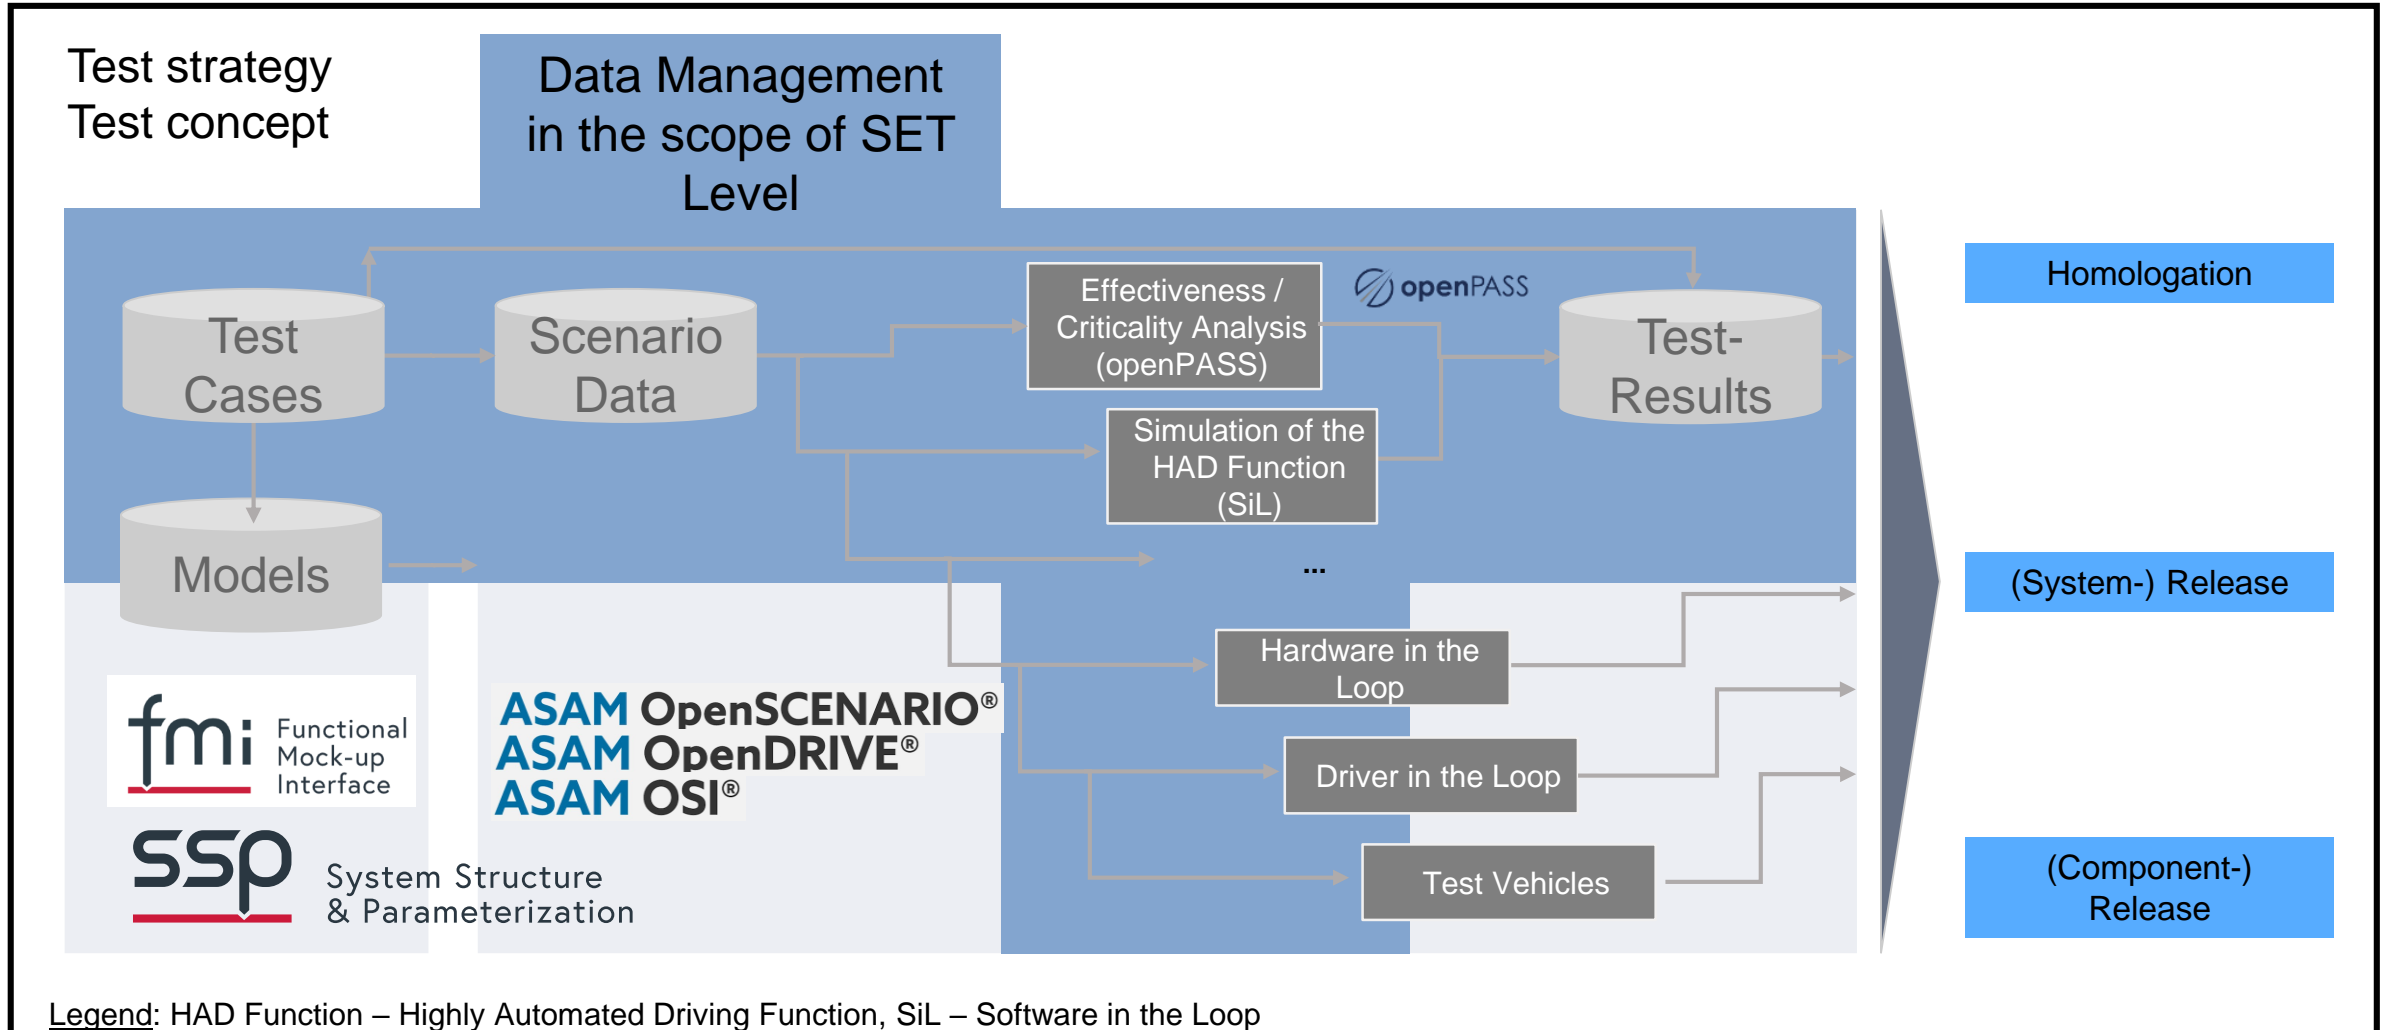 Test strategy
Test concept
Data Management
in the scope of SET
Level
Test
Cases
Scenario
Data
Effectiveness /
Criticality Analysis
(openPASS)
openPASS
Test-
Results
Homologation
Simulation of the
HAD Function
(SiL)
Models
...
(System-) Release
Hardware in the
Loop
fmi Functional
Mock-up
Interface
ASAM OpenSCENARIO®
ASAM OpenDRIVE®
ASAM OSI®
Driver in the Loop
ssp System Structure
& Parameterization
Test Vehicles
(Component-)
Release
Legend: HAD Function – Highly Automated Driving Function, SiL – Software in the Loop